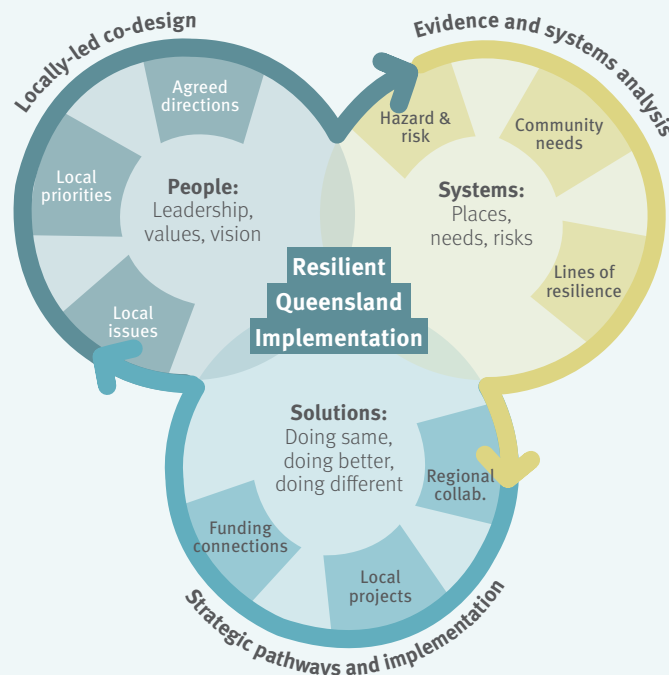 Locally-led co-design
Agreed
directions
Local
priorities
Local
issues
People:
Leadership,
values, vision
Evidence and systems analysis
Hazard &
risk
Community
needs
Lines of
resilience
Systems:
Places,
needs, risks
Resilient
Queensland
Implementation
Solutions:
Doing same,
doing better,
doing different
Regional
collab.
Local
projects
Funding
connections
Strategic pathways and implementation